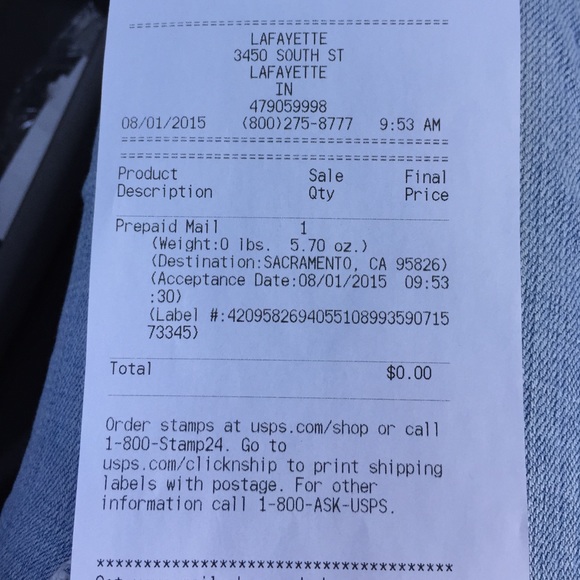 ========================================
LAFAYETTE
3450 SOUTH ST
LAFAYETTE
IN
479059998
08/01/2015 (800)275-8777 9:53 AM
========================================
========================================
Product Sale Final
Description Qty Price
Prepaid Mail 1
(Weight:0 lbs. 5.70 oz.)
(Destination:SACRAMENTO, CA 95826)
(Acceptance Date:08/01/2015 09:53
:30)
(Label #:4209582694055108993590715
73345)
Total $0.00
Order stamps at usps.com/shop or call
1-800-Stamp24. Go to
usps.com/clicknship to print shipping
labels with postage. For other
information call 1-800-ASK-USPS.
****************************************